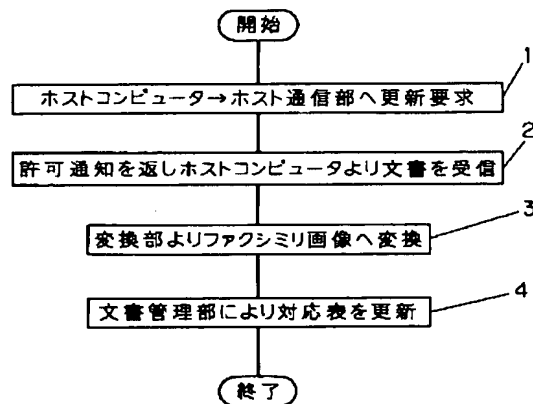 開始
1
ホストコンピュータ→ホスト通信部へ更新要求
2
許可通知を返しホストコンピュータより文書を受信
3
変換部よりファクシミリ画像へ変換
4
文書管理部により対応表を更新
終了